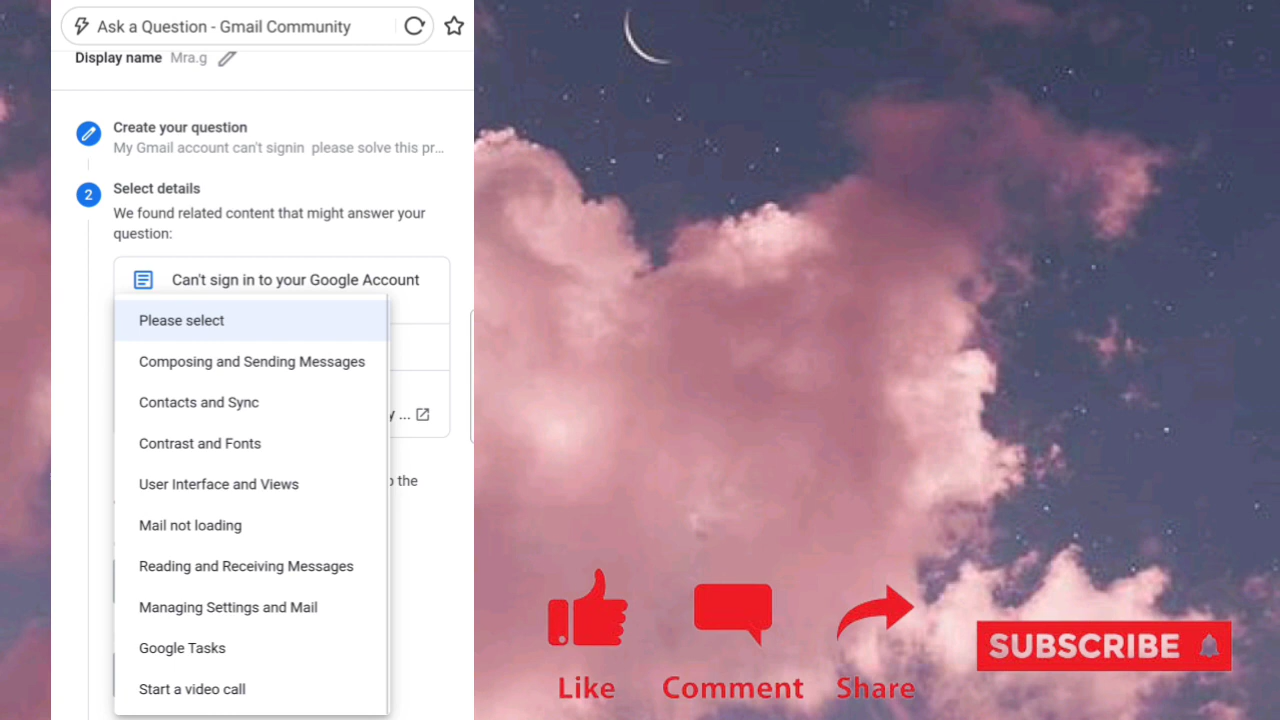 Ask a Question - Gmail Community
Display name Mra.g
Create your question
My Gmail account can't signin please solve this pr...
2
Select details
We found related content that might answer your
question:
Can't sign in to your Google Account
Please select
Composing and Sending Messages
Contacts and Sync
y ...
Contrast and Fonts
User Interface and Views
the
Mail not loading
Reading and Receiving Messages
Managing Settings and Mail
Google Tasks
Start a video call
Like
Comment
Share
SUBSCRIBE